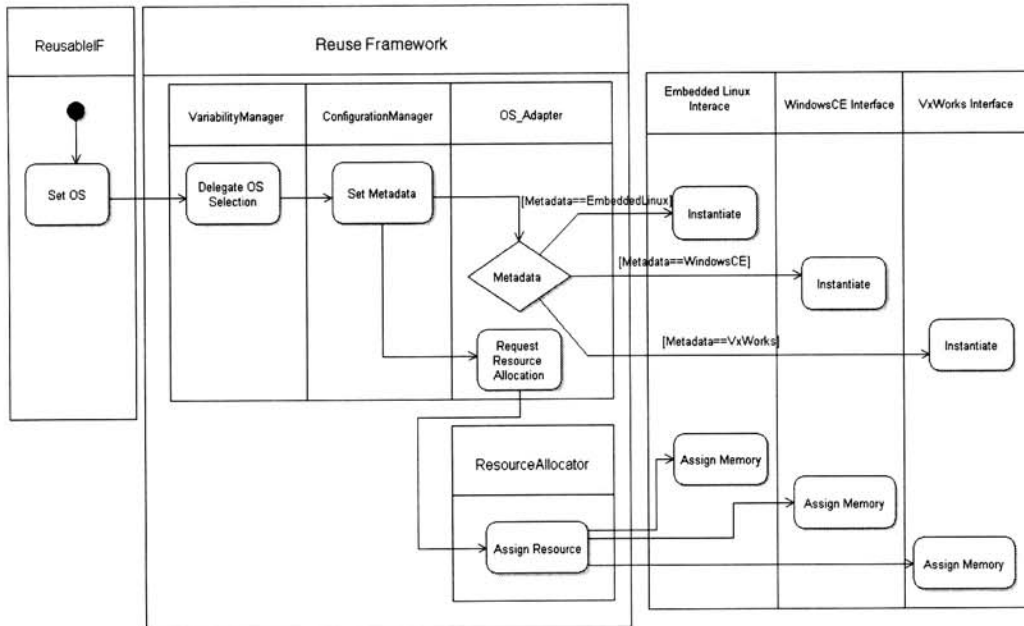 ReusableIF
Reuse Framework
Embedded Linux
Interace
WindowsCE Interface
VxWorks Interface
VariabilityManager
ConfigurationManager
OS_Adapter
Set OS
Delegate OS
Selection
Set Metadata
[Metadata==EmbeddedLinux]
Instantiate
Metadata
[Metadata==WindowsCE]
Instantiate
Request
Resource
Allocation
[Metadata==VxWorks]
Instantiate
ResourceAllocator
Assign Memory
Assign Memory
Assign Resource
Assign Memory